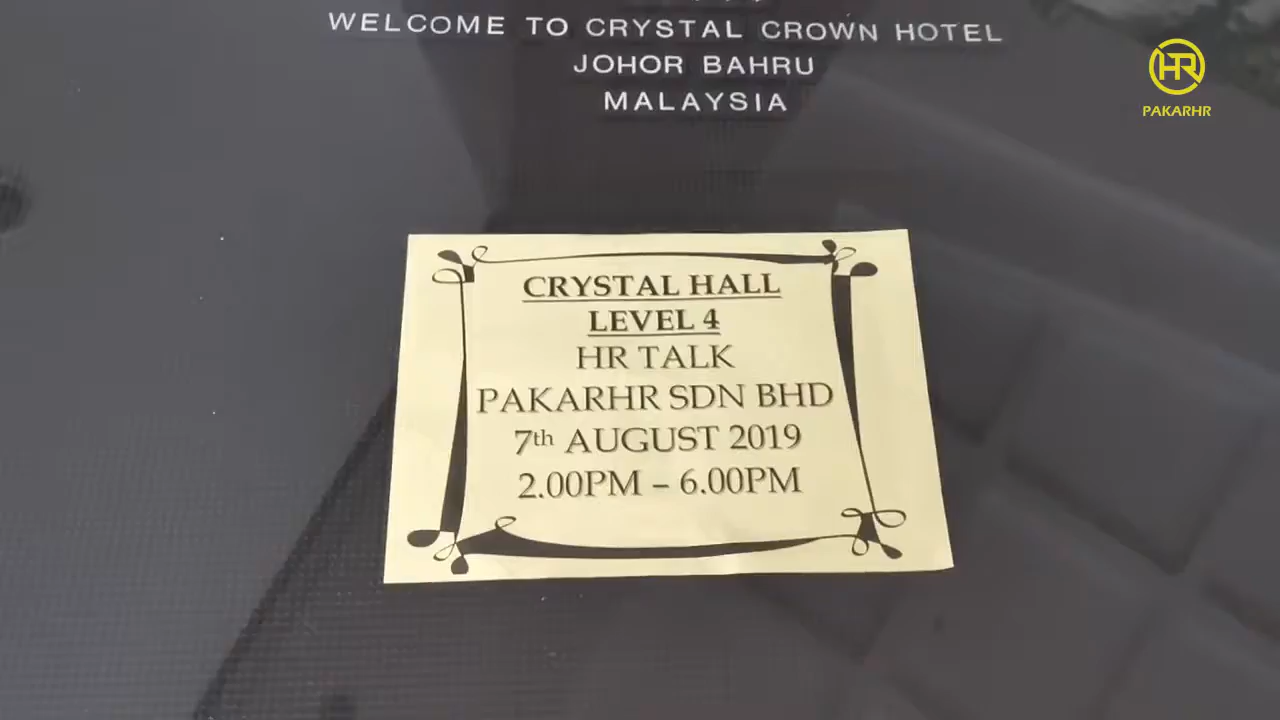 WELCOME TO CRYSTAL CROWN HOTEL
JOHOR BAHRU
MALAYSIA
HR
PAKARHR
CRYSTAL HALL
LEVEL 4
HR TALK
PAKARHR SDN BHD
7th AUGUST 2019
2.00PM – 6.00PM